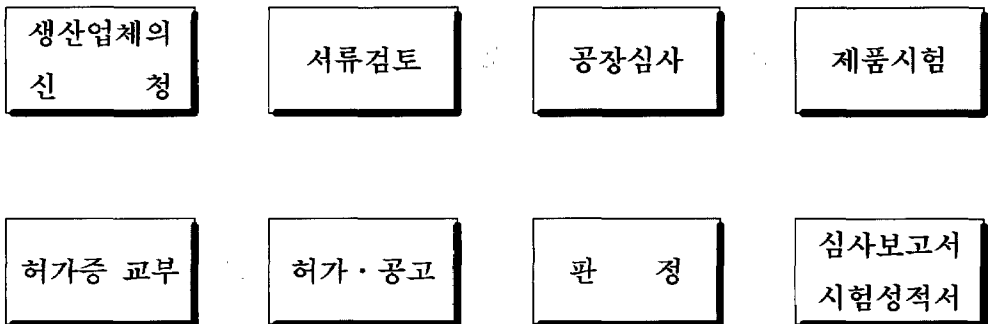 생산업체의
신 청
서류검토
공장심사
제품시험
허가증 교부
허가 · 공고
판 정
심사보고서
시험성적서